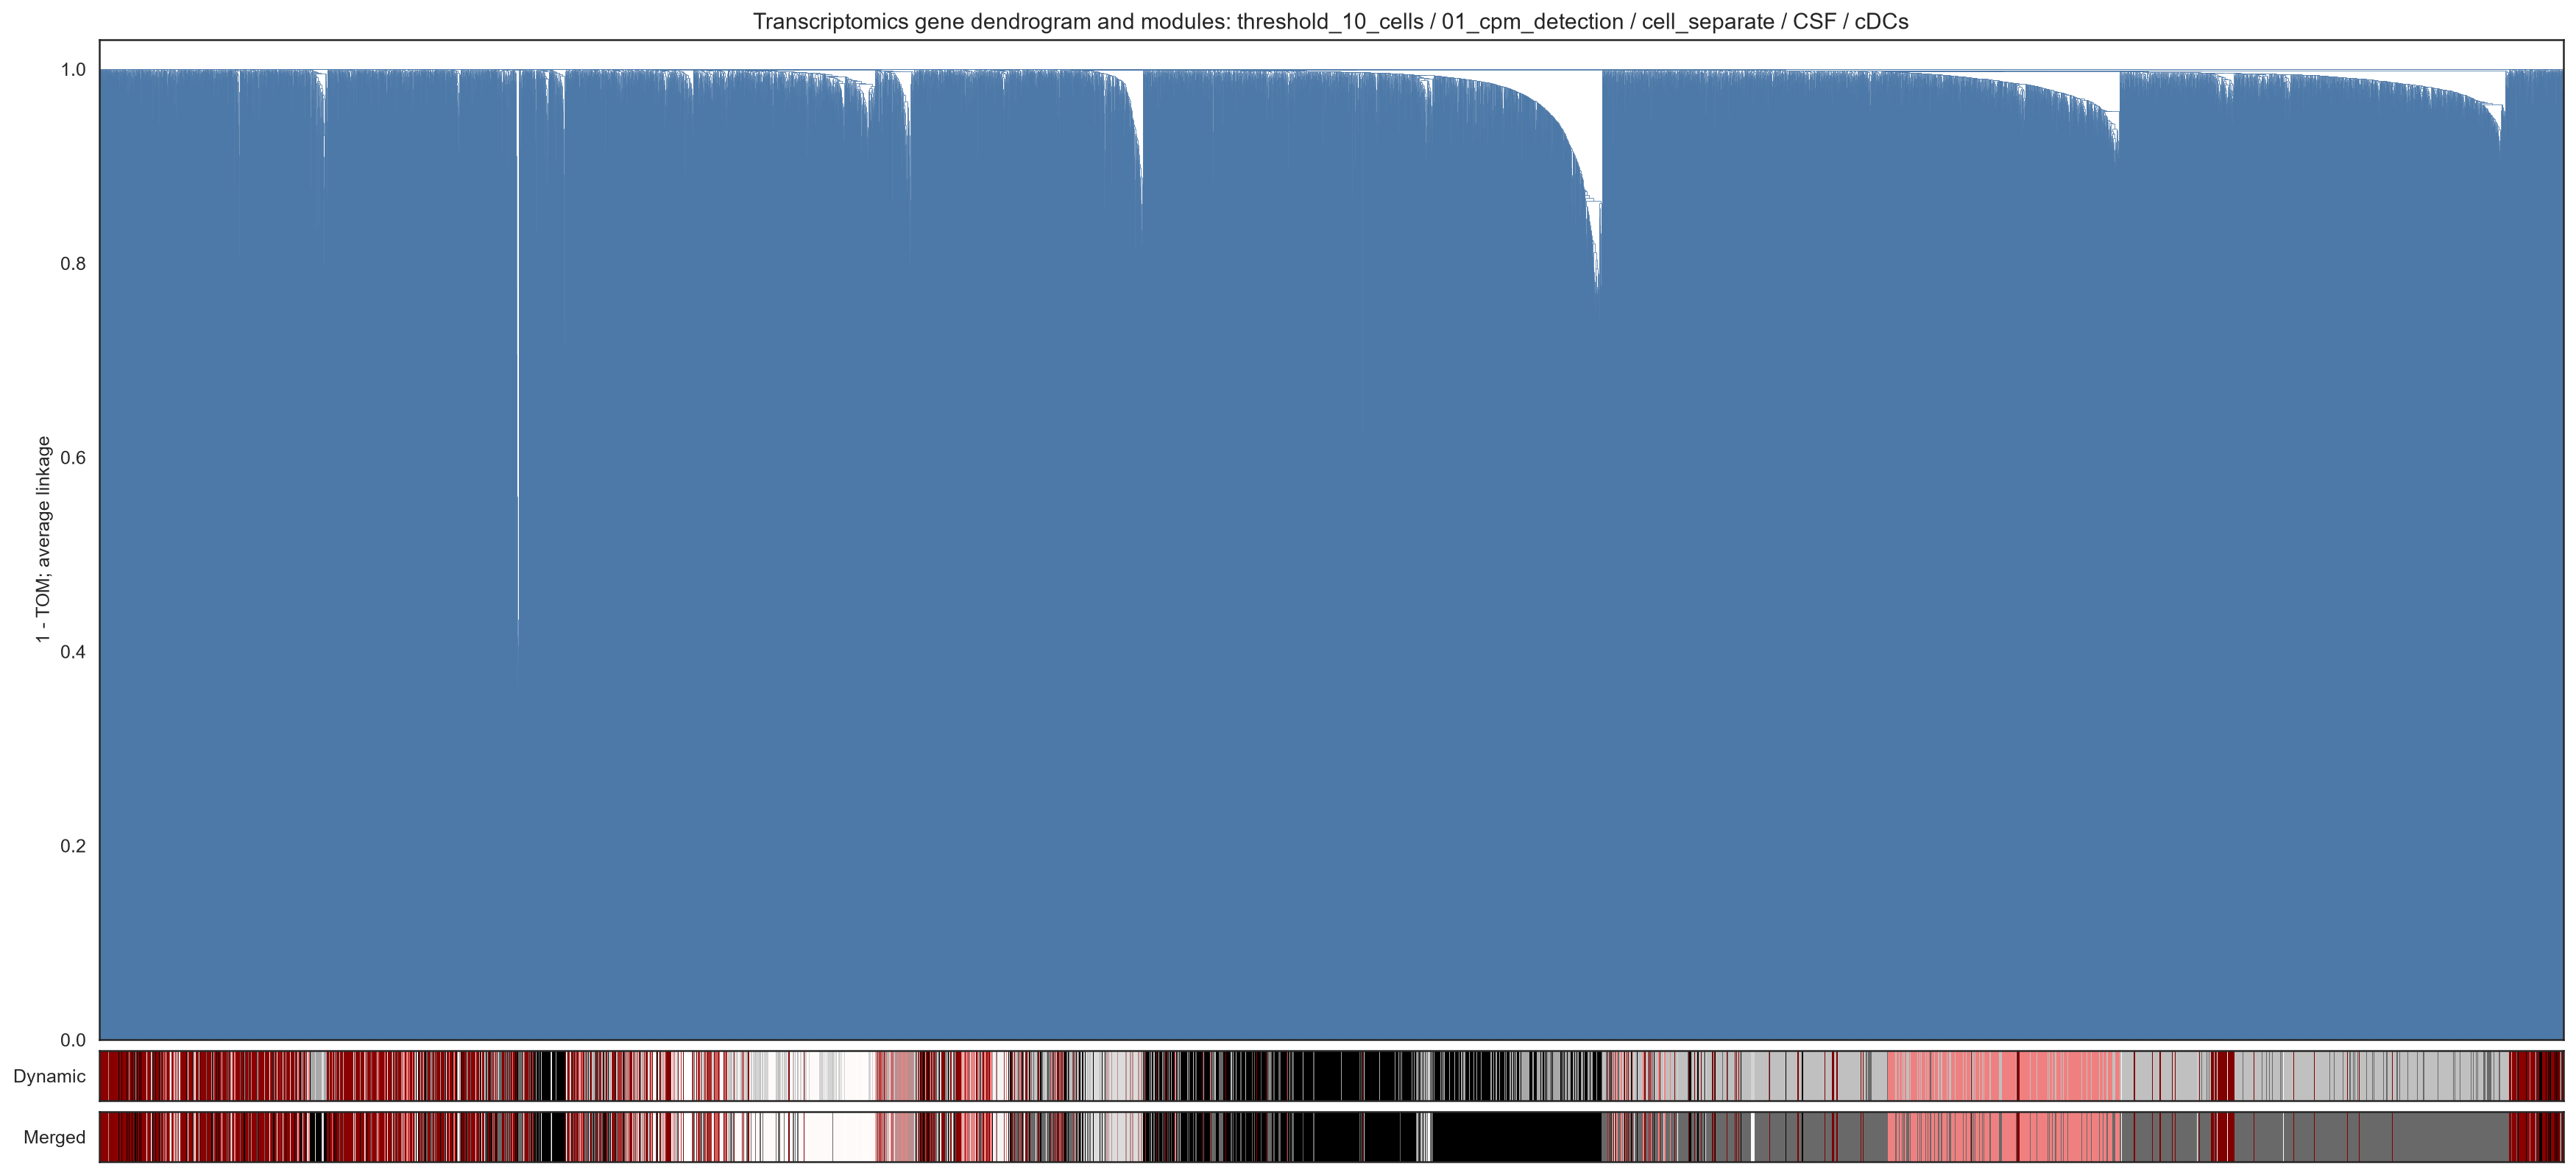 Transcriptomics gene dendrogram and modules: threshold_10_cells / 01_cpm_detection / cell_separate / CSF / cDCs
1.0
0.8
0.6
0.4
0.2
0.0
1 - TOM; average linkage
Dynamic
Merged